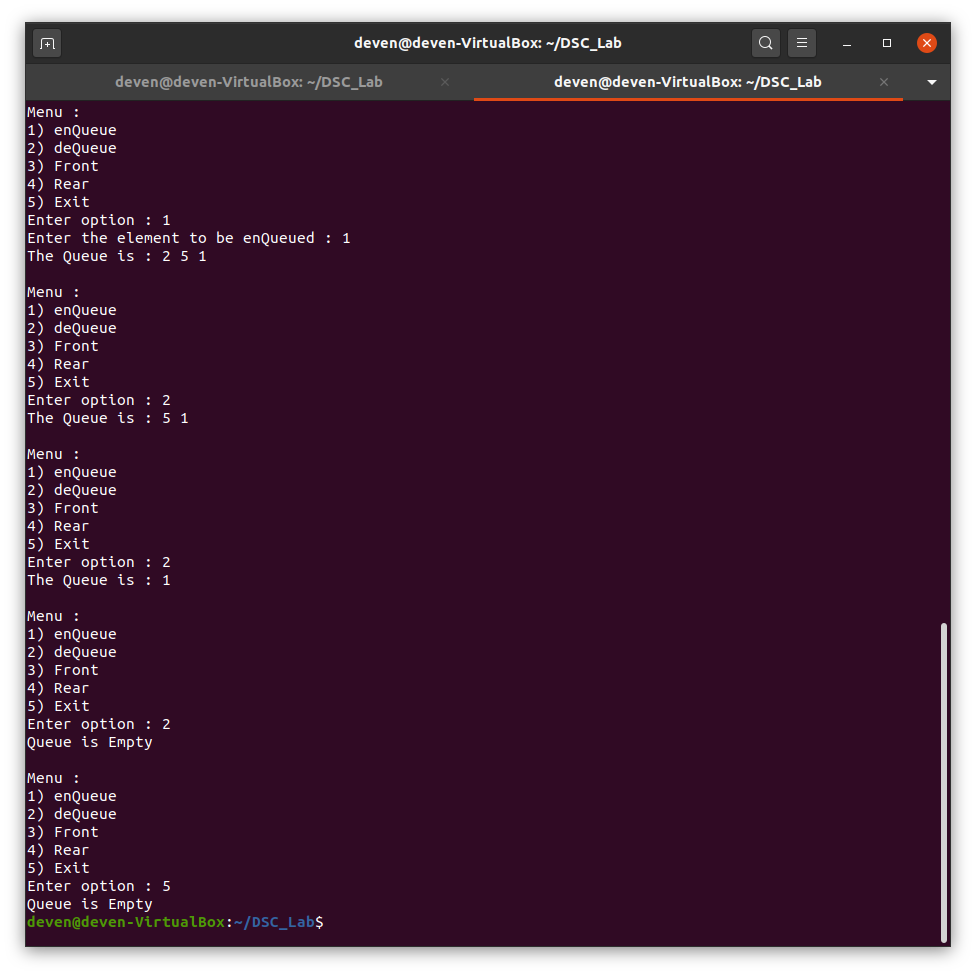 deven@deven-VirtualBox: ~/DSC_Lab
deven@deven-VirtualBox: ~/DSC_Lab
deven@deven-VirtualBox: ~/DSC_Lab
Menu :
1) enQueue
2) deQueue
3) Front
4) Rear
5) Exit
Enter option : 1
Enter the element to be enQueued : 1
The Queue is : 2 5 1
Menu :
1) enQueue
2) deQueue
3) Front
4) Rear
5) Exit
Enter option : 2
The Queue is : 5 1
Menu :
1) enQueue
2) deQueue
3) Front
4) Rear
5) Exit
Enter option : 2
The Queue is : 1
Menu :
1) enQueue
2) deQueue
3) Front
4) Rear
5) Exit
Enter option : 2
Queue is Empty
Menu :
1) enQueue
2) deQueue
3) Front
4) Rear
5) Exit
Enter option : 5
Queue is Empty
deven@deven-VirtualBox:~/DSC_Lab$